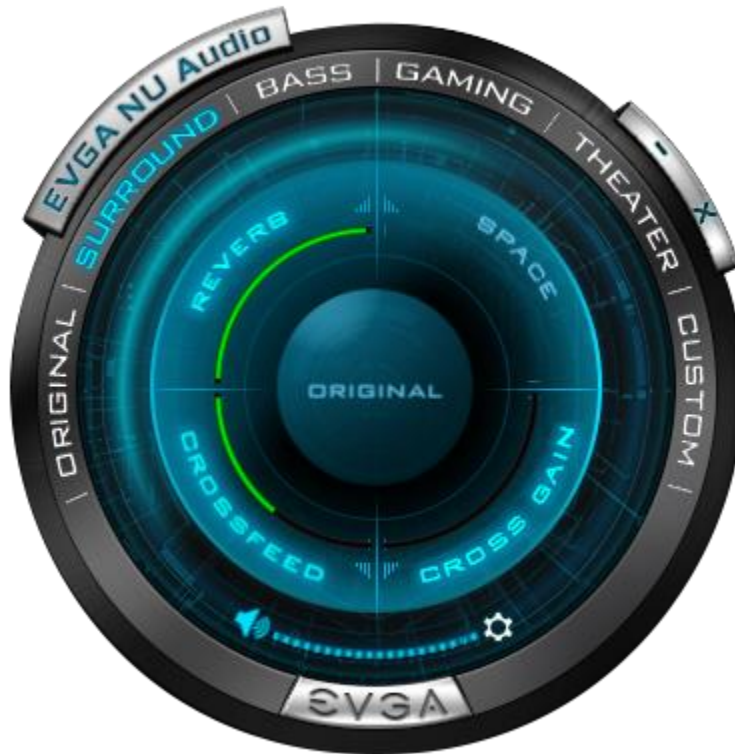 EVGA NU Audio
- X
ORIGINAL | SURROUND | BASS | GAMING | THEATER | CUSTOM |
REVERB
SPACE
ORIGINAL
CROSSFEED
CROSS GAIN
EVGA